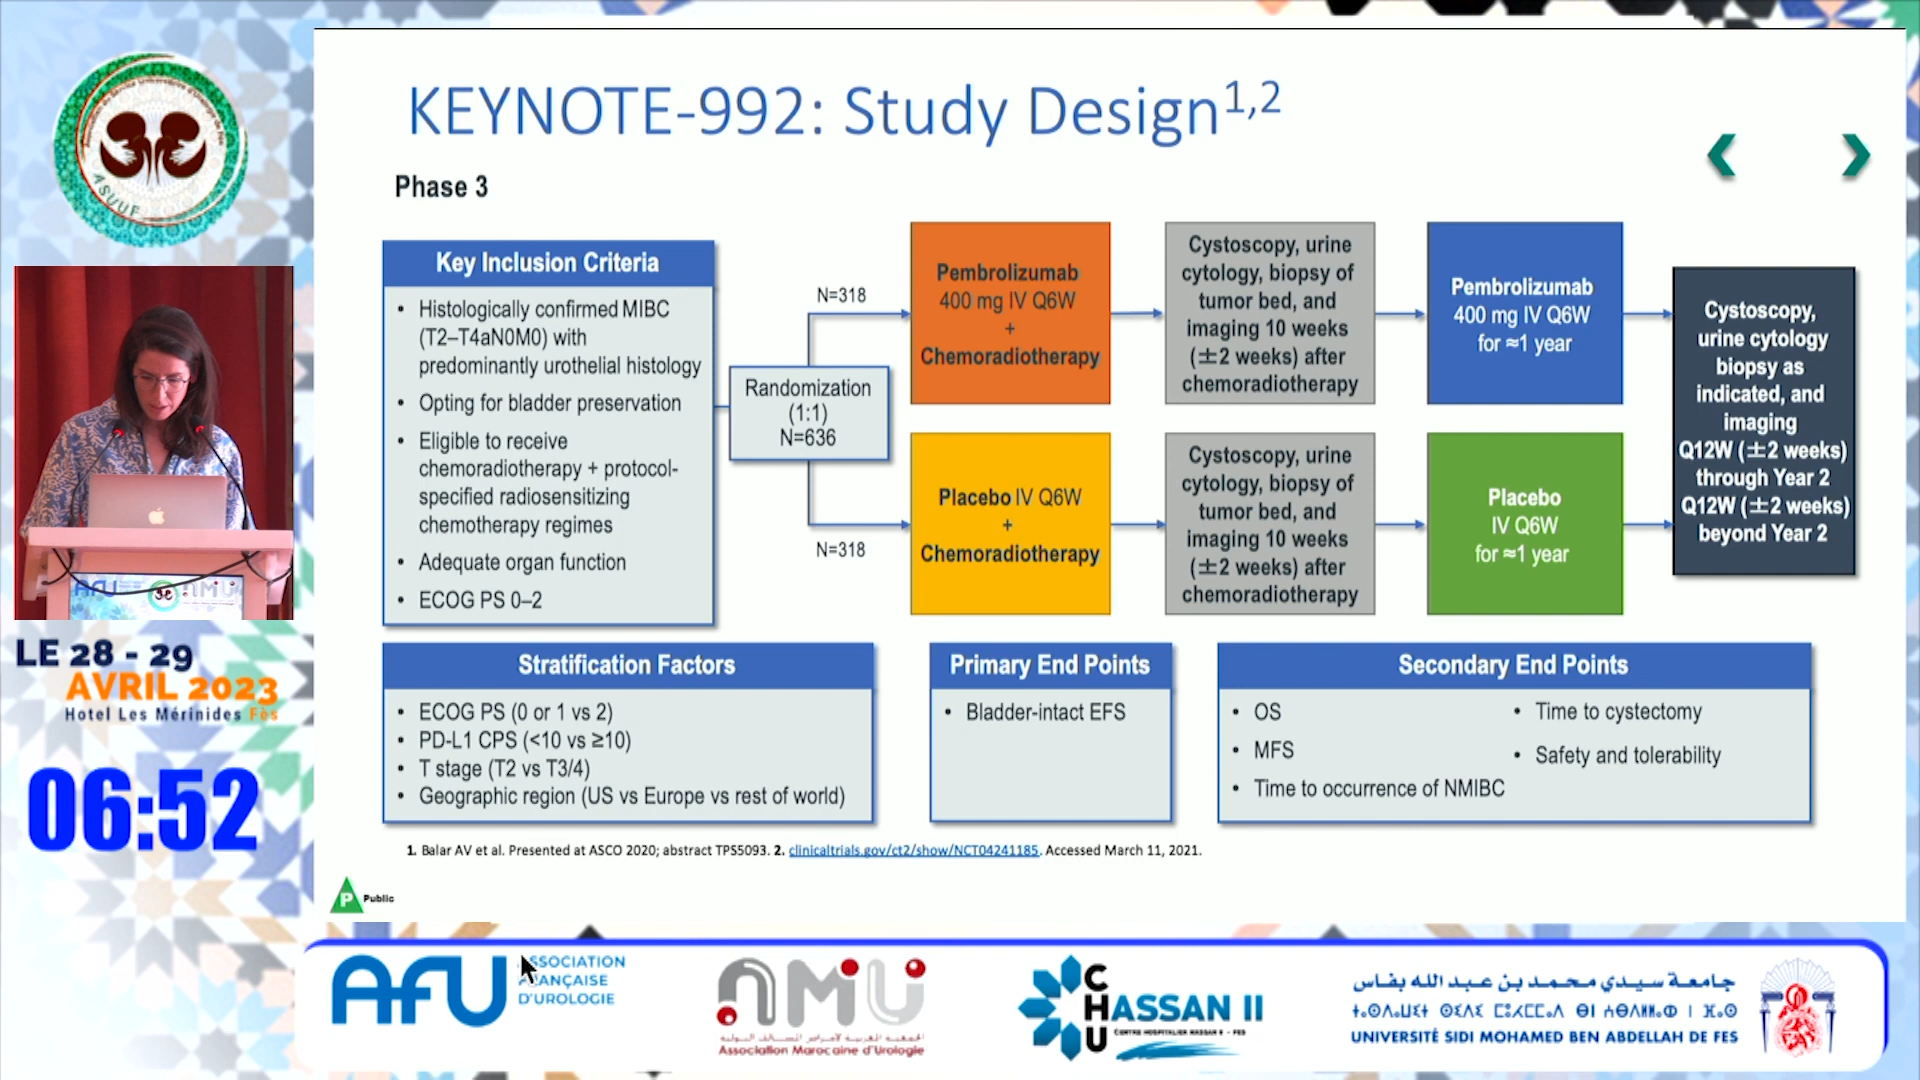 KEYNOTE-992: Study Design1,2
Phase 3
Key Inclusion Criteria
• Histologically confirmed MIBC
(T2–T4aN0M0) with
predominantly urothelial histology
• Opting for bladder preservation
• Eligible to receive
chemoradiotherapy + protocol-
specified radiosensitizing
chemotherapy regimes
• Adequate organ function
• ECOG PS 0–2
Randomization
(1:1)
N=636
N=318
N=318
Pembrolizumab
400 mg IV Q6W
+
Chemoradiotherapy
Cystoscopy, urine
cytology, biopsy of
tumor bed, and
imaging 10 weeks
(±2 weeks) after
chemoradiotherapy
Pembrolizumab
400 mg IV Q6W
for ≈1 year
Placebo IV Q6W
+
Chemoradiotherapy
Cystoscopy, urine
cytology, biopsy of
tumor bed, and
imaging 10 weeks
(±2 weeks) after
chemoradiotherapy
Placebo
IV Q6W
for ≈1 year
Cystoscopy,
urine cytology
biopsy as
indicated, and
imaging
Q12W (±2 weeks)
through Year 2
Q12W (±2 weeks)
beyond Year 2
Stratification Factors
• ECOG PS (0 or 1 vs 2)
• PD-L1 CPS (<10 vs ≥10)
• T stage (T2 vs T3/4)
• Geographic region (US vs Europe vs rest of world)
Primary End Points
• Bladder-intact EFS
Secondary End Points
• OS
• MFS
• Time to occurrence of NMIBC
• Time to cystectomy
• Safety and tolerability
1. Balar AV et al. Presented at ASCO 2020; abstract TPS5093. 2. clinicaltrials.gov/ct2/show/NCT04241185. Accessed March 11, 2021.
P Public
ASUUF
AFU AMU
LE 28 - 29
AVRIL 2023
Hotel Les Mérinides Fès
06:52
AFU
ASSOCIATION
FRANÇAISE
D'UROLOGIE
AMU
Association Marocaine d'Urologie
CHU HASSAN II
CENTRE HOSPITALIER HASSAN II - FES
جامعة سيدي محمد بن عبد الله بفاس
UNIVERSITÉ SIDI MOHAMED BEN ABDELLAH DE FES